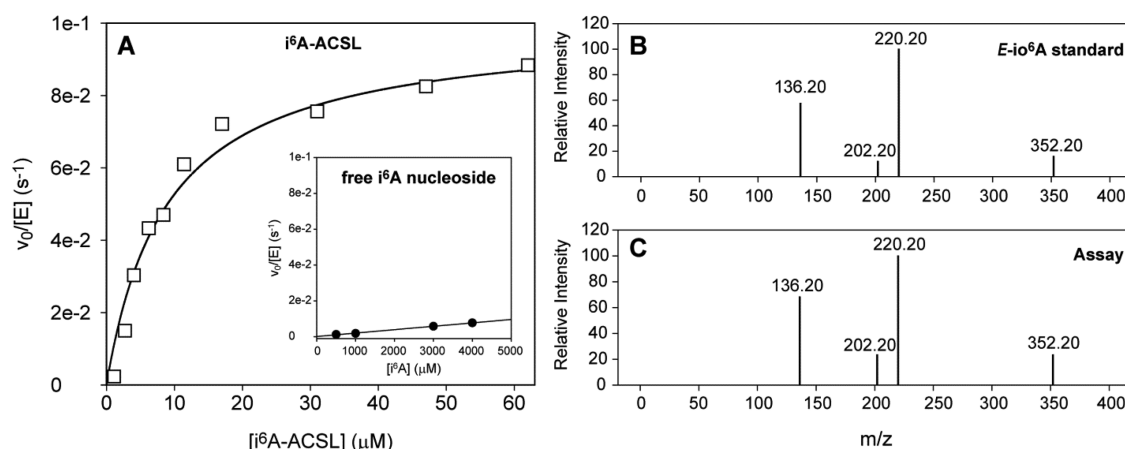 A
i⁶A-ACSL
1e-1
8e-2
6e-2
4e-2
2e-2
0
v₀/[E] (s⁻¹)
0 10 20 30 40 50 60
[i⁶A-ACSL] (μM)
free i⁶A nucleoside
1e-1
8e-2
6e-2
4e-2
2e-2
0
v₀/[E] (s⁻¹)
0 1000 2000 3000 4000 5000
[i⁶A] (μM)
B
E-io⁶A standard
Relative Intensity
120
100
80
60
40
20
0
136.20
202.20
220.20
352.20
0 50 100 150 200 250 300 350 400
C
Assay
Relative Intensity
120
100
80
60
40
20
0
136.20
202.20
220.20
352.20
0 50 100 150 200 250 300 350 400
m/z